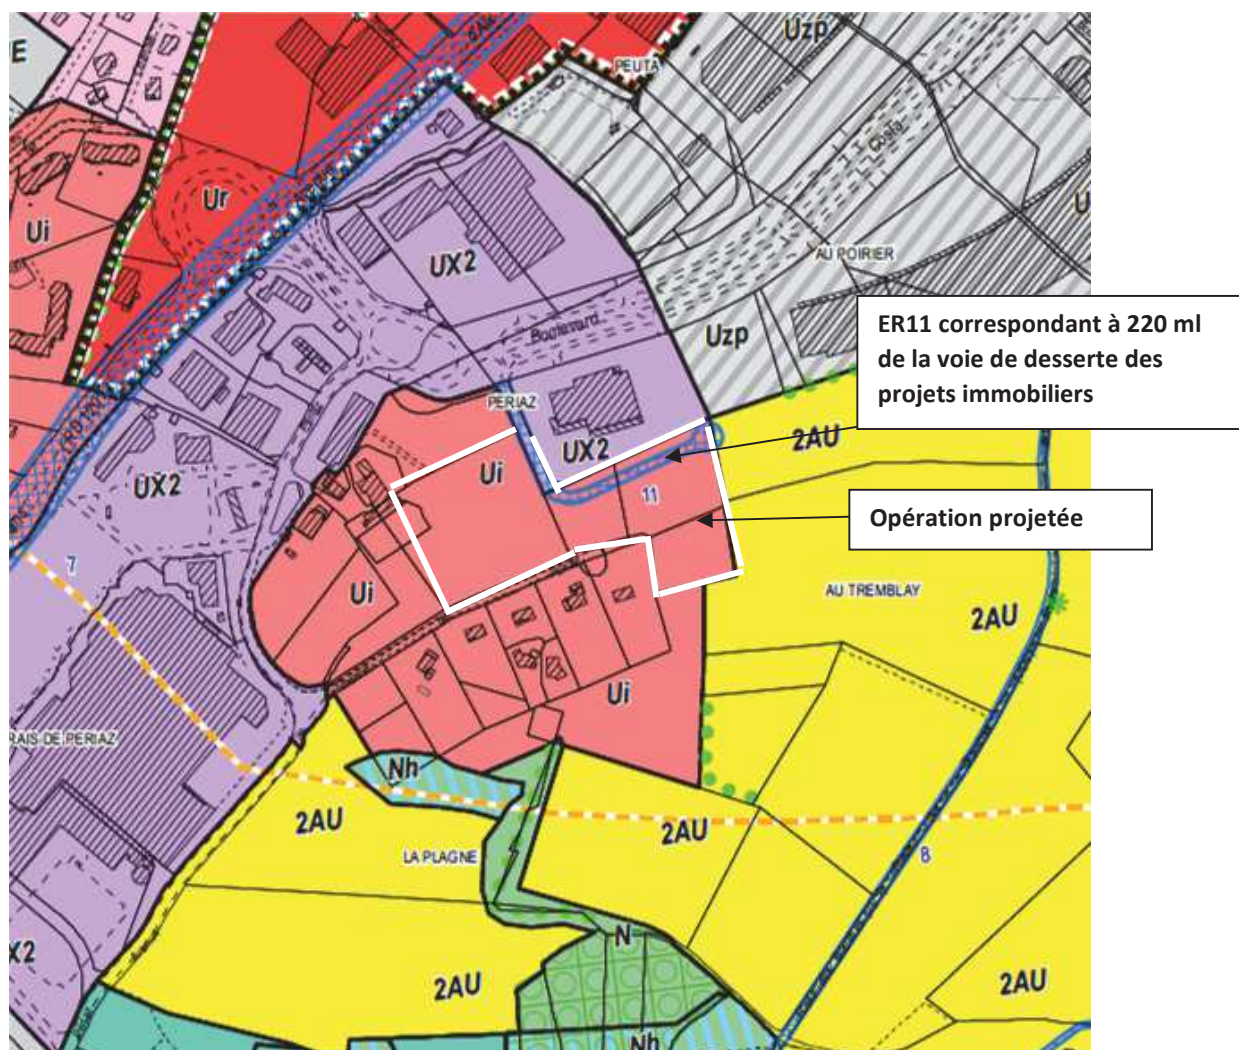 E
PEUTA
Uzp
Costa
Ur
Ui
U
AU POIRIER
UX2
Boulevard
Uzp
ER11 correspondant à 220 ml
de la voie de desserte des
projets immobiliers
PERIAZ
2AU
UX2
Ui
UX2
11
Opération projetée
7
Ui
AU TREMBLAY
2AU
Ui
RAIS DE PERIAZ
Nh
2AU
2AU
LA PLAGNE
8
N
X2
2AU
2AU
Nh